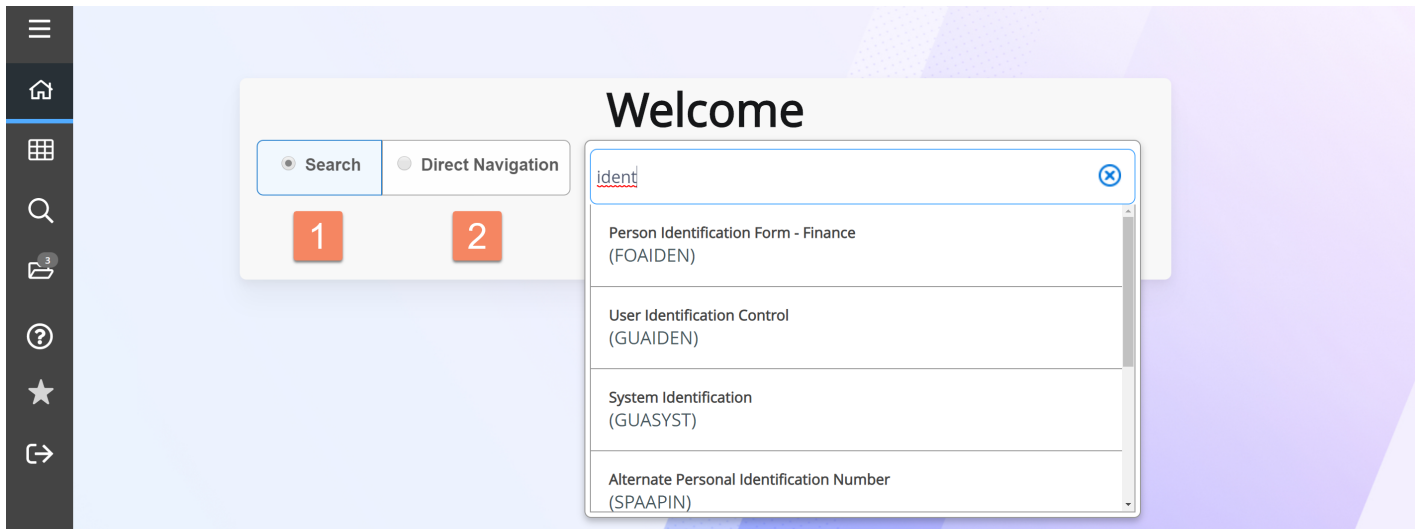 Welcome
Search
Direct Navigation
ident
1
2
Person Identification Form - Finance
(FOAIDEN)
3
User Identification Control
(GUAIDEN)
System Identification
(GUASYST)
Alternate Personal Identification Number
(SPAAPIN)